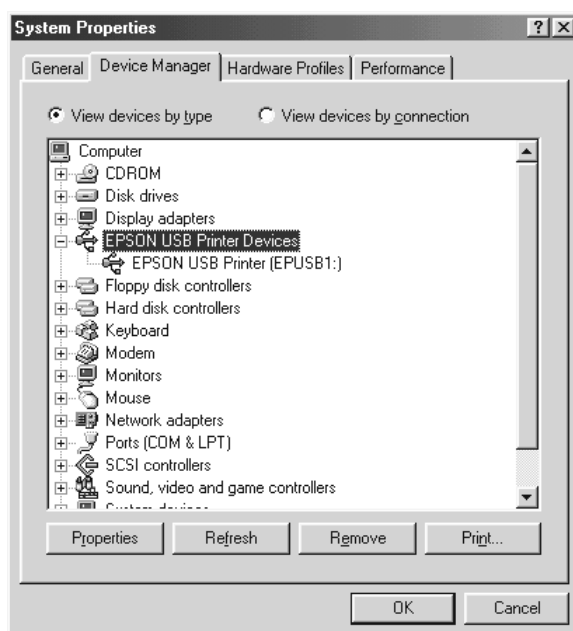 System Properties
General Device Manager Hardware Profiles Performance
View devices by type View devices by connection
Computer
CDROM
Disk drives
Display adapters
EPSON USB Printer Devices
EPSON USB Printer (EPUSB1:)
Floppy disk controllers
Hard disk controllers
Keyboard
Modem
Monitors
Mouse
Network adapters
Ports (COM & LPT)
SCSI controllers
Sound, video and game controllers
System devices
Properties Refresh Remove Print...
OK Cancel